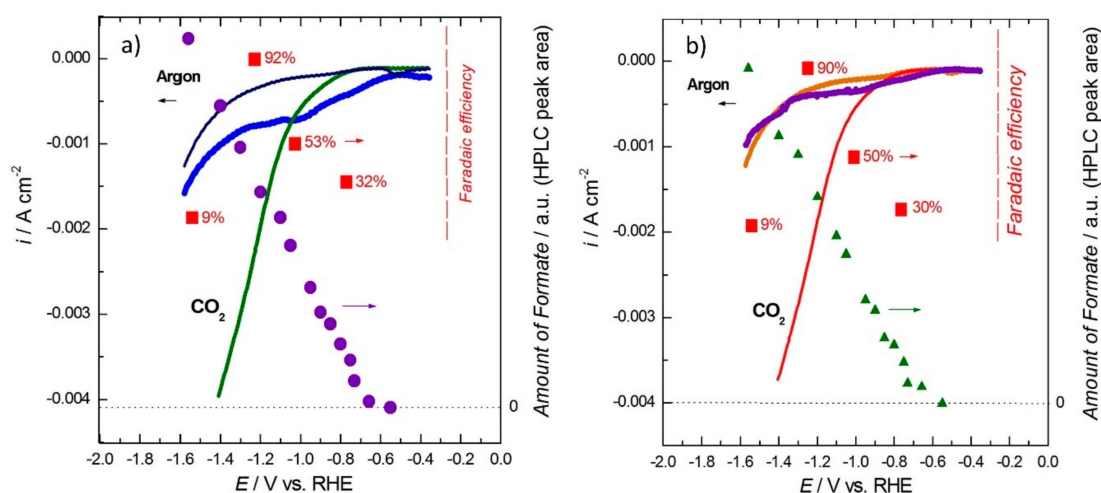 a)
0.000
-0.001
-0.002
-0.003
-0.004
i / A cm-2
-2.0 -1.8 -1.6 -1.4 -1.2 -1.0 -0.8 -0.6 -0.4 -0.2 0.0
E / V vs. RHE
Argon
92%
53%
32%
9%
CO2
Faradaic efficiency
0
Amount of Formate / a.u. (HPLC peak area)
b)
0.000
-0.001
-0.002
-0.003
-0.004
i / A cm-2
-2.0 -1.8 -1.6 -1.4 -1.2 -1.0 -0.8 -0.6 -0.4 -0.2 0.0
E / V vs. RHE
Argon
90%
50%
30%
9%
CO2
Faradaic efficiency
0
Amount of Formate / a.u. (HPLC peak area)